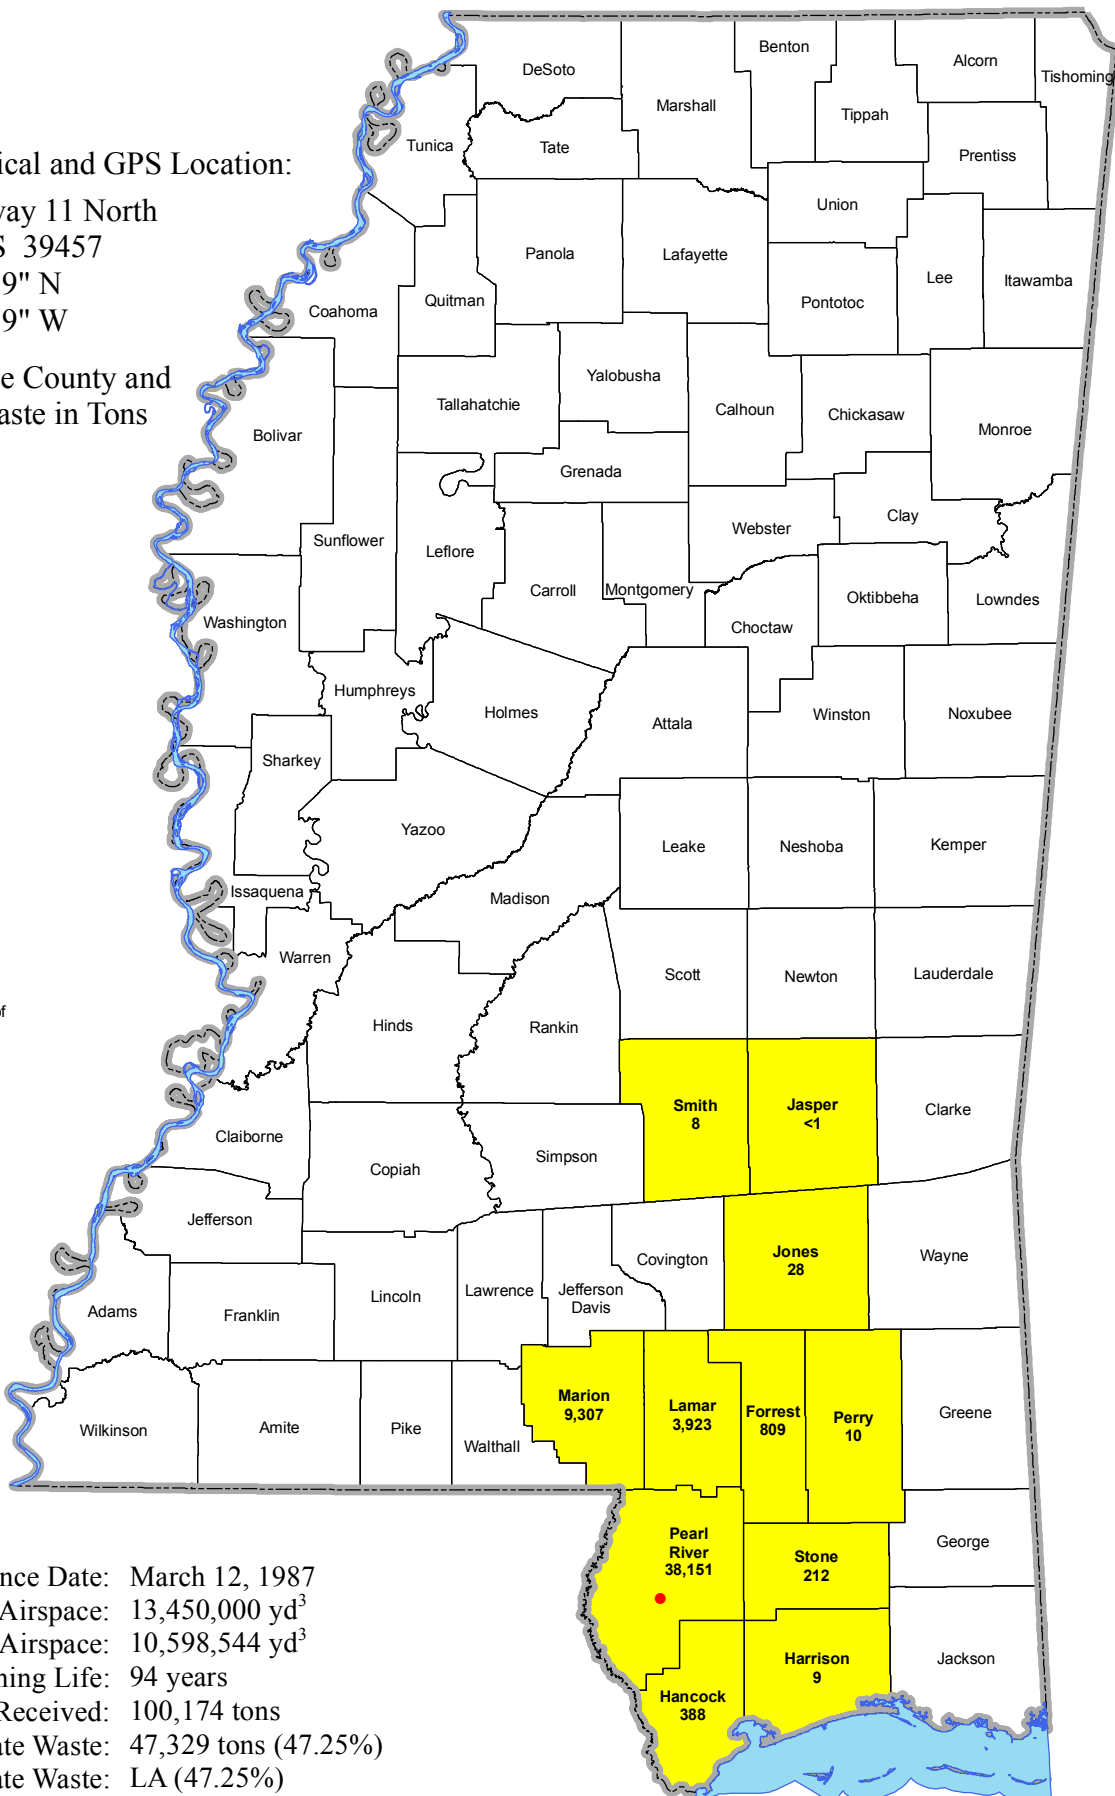 ical and GPS Location:
way 11 North
S 39457
9" N
9" W
e County and
aste in Tons
DeSoto
Benton
Alcorn
Tishoming
Marshall
Tippah
Tunica
Tate
Prentiss
Union
Panola
Lafayette
Lee
Itawamba
Quitman
Pontotoc
Coahoma
Yalobusha
Tallahatchie
Calhoun
Chickasaw
Monroe
Bolivar
Grenada
Clay
Webster
Sunflower
Leflore
Carroll
Montgomery
Oktibbeha
Lowndes
Washington
Choctaw
Humphreys
Holmes
Attala
Winston
Noxubee
Sharkey
Yazoo
Leake
Neshoba
Kemper
Issaquena
Madison
Warren
Scott
Newton
Lauderdale
of
Hinds
Rankin
Smith
8
Jasper
<1
Clarke
Claiborne
Copiah
Simpson
Jefferson
Covington
Jones
28
Wayne
Lawrence
Jefferson
Davis
Lincoln
Adams
Franklin
Marion
9,307
Lamar
3,923
Forrest
809
Perry
10
Greene
Wilkinson
Amite
Pike
Walthall
Pearl
River
38,151
Stone
212
George
Harrison
9
Jackson
Hancock
388
nce Date: March 12, 1987
Airspace: 13,450,000 yd³
Airspace: 10,598,544 yd³
ning Life: 94 years
Received: 100,174 tons
ate Waste: 47,329 tons (47.25%)
ate Waste: LA (47.25%)